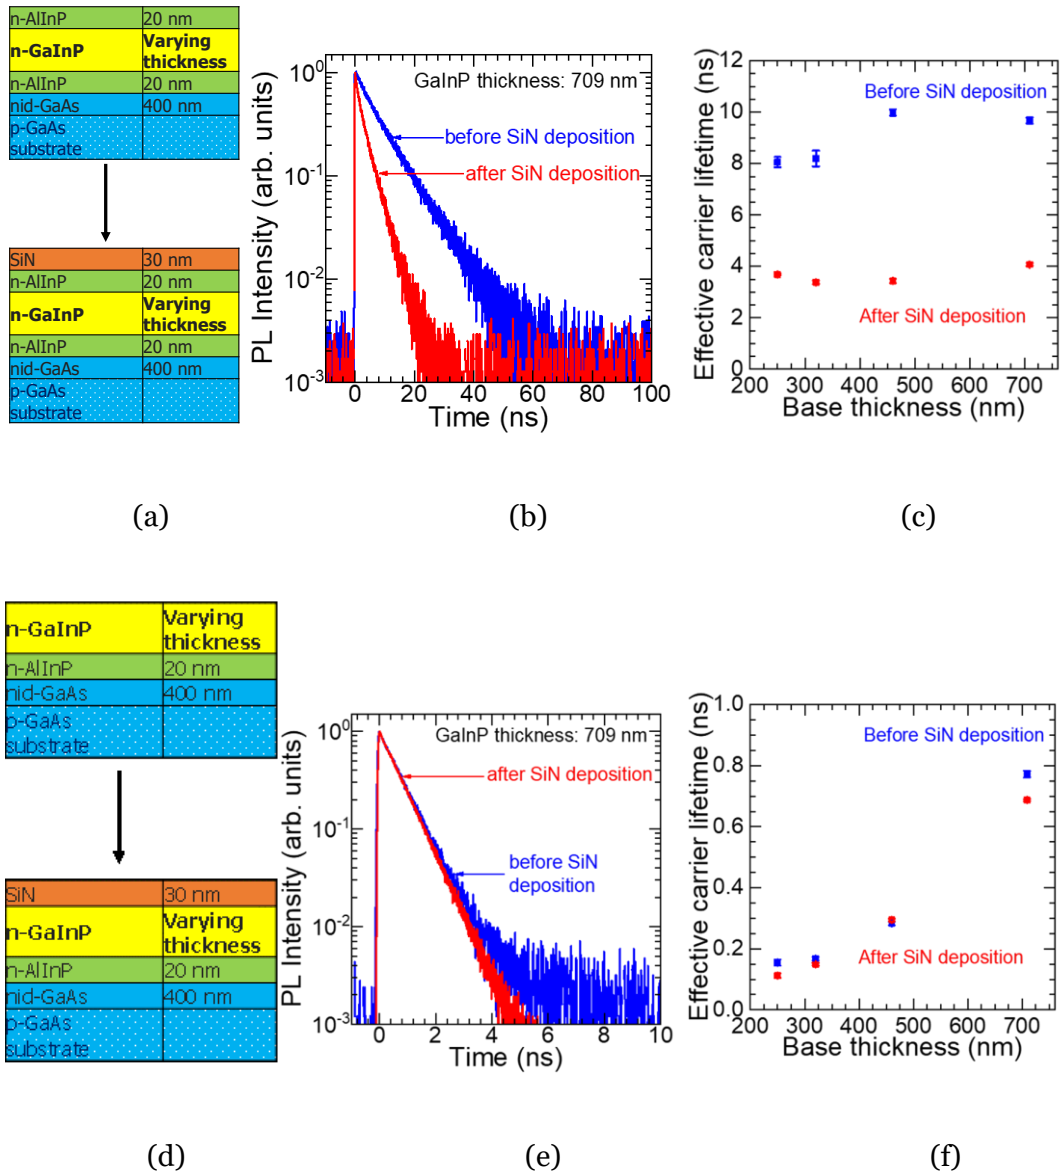 n-AlInP 20 nm
n-GaInP Varying
thickness
n-AlInP 20 nm
nid-GaAs 400 nm
p-GaAs
substrate
SiN 30 nm
n-AlInP 20 nm
n-GaInP Varying
thickness
n-AlInP 20 nm
nid-GaAs 400 nm
p-GaAs
substrate
(a)
PL Intensity (arb. units)
10^0
10^-1
10^-2
10^-3
GaInP thickness: 709 nm
before SiN deposition
after SiN deposition
0 20 40 60 80 100
Time (ns)
(b)
Effective carrier lifetime (ns)
12
10
8
6
4
2
0
Before SiN deposition
After SiN deposition
200 300 400 500 600 700
Base thickness (nm)
(c)
n-GaInP Varying
thickness
n-AlInP 20 nm
nid-GaAs 400 nm
p-GaAs
substrate
SiN 30 nm
n-GaInP Varying
thickness
n-AlInP 20 nm
nid-GaAs 400 nm
p-GaAs
substrate
(d)
PL Intensity (arb. units)
10^0
10^-1
10^-2
10^-3
GaInP thickness: 709 nm
after SiN deposition
before SiN
deposition
0 2 4 6 8 10
Time (ns)
(e)
Effective carrier lifetime (ns)
1.0
0.8
0.6
0.4
0.2
0.0
Before SiN deposition
After SiN deposition
200 300 400 500 600 700
Base thickness (nm)
(f)